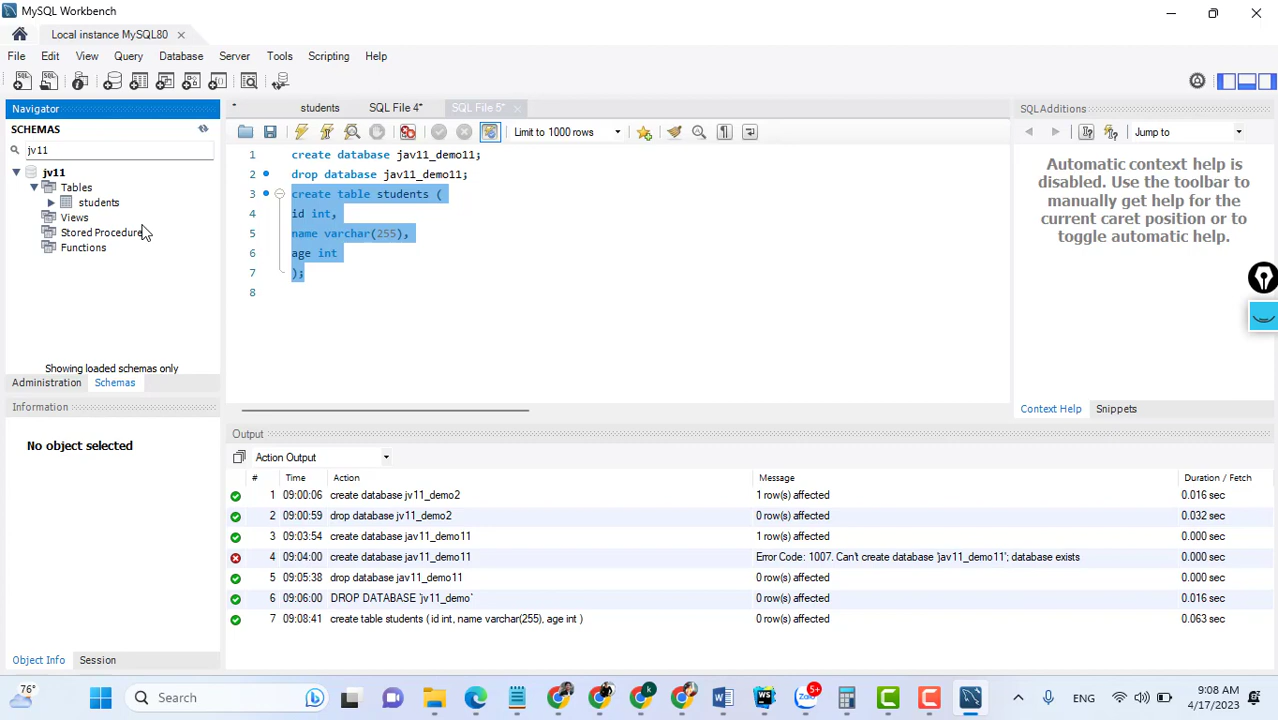 MySQL Workbench
Local instance MySQL80
File Edit View Query Database Server Tools Scripting Help
Navigator
SCHEMAS
jv11
jv11
Tables
students
Views
Stored Procedure
Functions
Showing loaded schemas only
Administration Schemas
Information
No object selected
Object Info Session
* students SQL File 4* SQL File 5*
Limit to 1000 rows
1 create database jav11_demo11;
2 drop database jav11_demo11;
3 create table students (
4 id int,
5 name varchar(255),
6 age int
7 );
8
SQLAdditions
Jump to
Automatic context help is
disabled. Use the toolbar to
manually get help for the
current caret position or to
toggle automatic help.
Context Help Snippets
Output
Action Output
# Time Action Message Duration / Fetch
1 09:00:06 create database jv11_demo2 1 row(s) affected 0.016 sec
2 09:00:59 drop database jv11_demo2 0 row(s) affected 0.032 sec
3 09:03:54 create database jav11_demo11 1 row(s) affected 0.000 sec
4 09:04:00 create database jav11_demo11 Error Code: 1007. Can't create database 'jav11_demo11'; database exists 0.000 sec
5 09:05:38 drop database jav11_demo11 0 row(s) affected 0.000 sec
6 09:06:00 DROP DATABASE `jv11_demo` 0 row(s) affected 0.016 sec
7 09:08:41 create table students ( id int, name varchar(255), age int ) 0 row(s) affected 0.063 sec
76°
Search
Zalo 5+
ENG
9:08 AM
4/17/2023